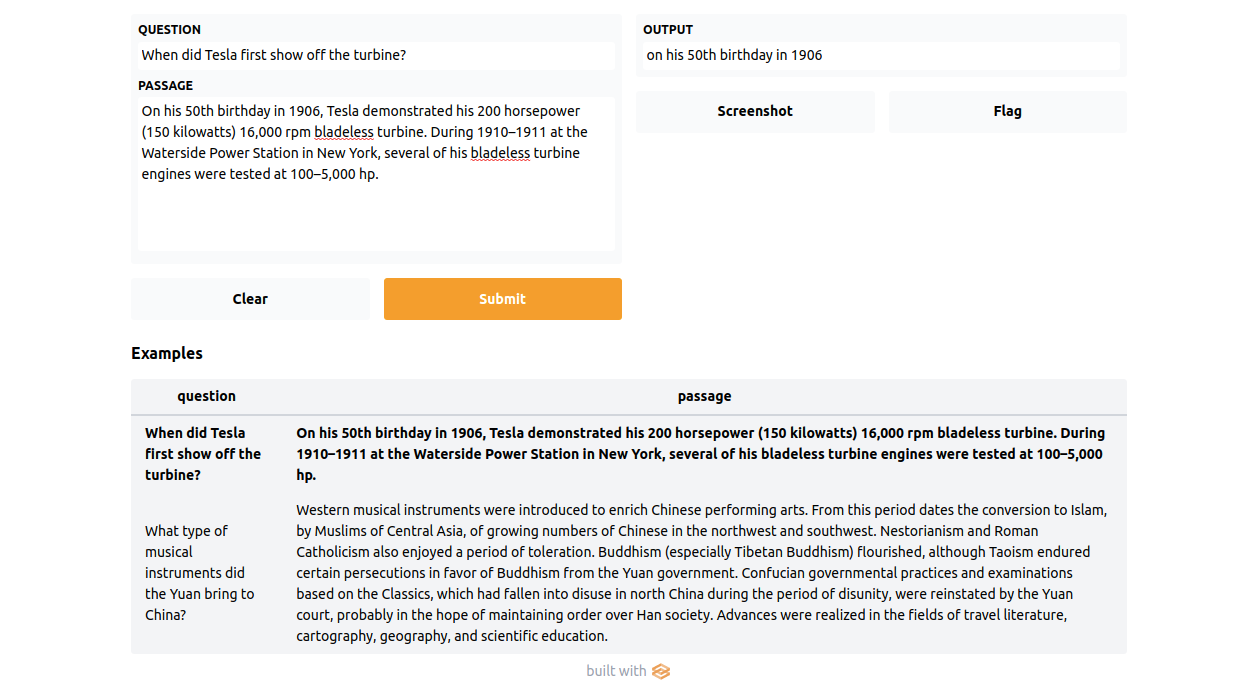 QUESTION
When did Tesla first show off the turbine?
PASSAGE
On his 50th birthday in 1906, Tesla demonstrated his 200 horsepower
(150 kilowatts) 16,000 rpm bladeless turbine. During 1910–1911 at the
Waterside Power Station in New York, several of his bladeless turbine
engines were tested at 100–5,000 hp.
Clear
Submit
OUTPUT
on his 50th birthday in 1906
Screenshot
Flag
Examples
question
passage
When did Tesla
first show off the
turbine?
On his 50th birthday in 1906, Tesla demonstrated his 200 horsepower (150 kilowatts) 16,000 rpm bladeless turbine. During
1910–1911 at the Waterside Power Station in New York, several of his bladeless turbine engines were tested at 100–5,000
hp.
What type of
musical
instruments did
the Yuan bring to
China?
Western musical instruments were introduced to enrich Chinese performing arts. From this period dates the conversion to Islam,
by Muslims of Central Asia, of growing numbers of Chinese in the northwest and southwest. Nestorianism and Roman
Catholicism also enjoyed a period of toleration. Buddhism (especially Tibetan Buddhism) flourished, although Taoism endured
certain persecutions in favor of Buddhism from the Yuan government. Confucian governmental practices and examinations
based on the Classics, which had fallen into disuse in north China during the period of disunity, were reinstated by the Yuan
court, probably in the hope of maintaining order over Han society. Advances were realized in the fields of travel literature,
cartography, geography, and scientific education.
built with